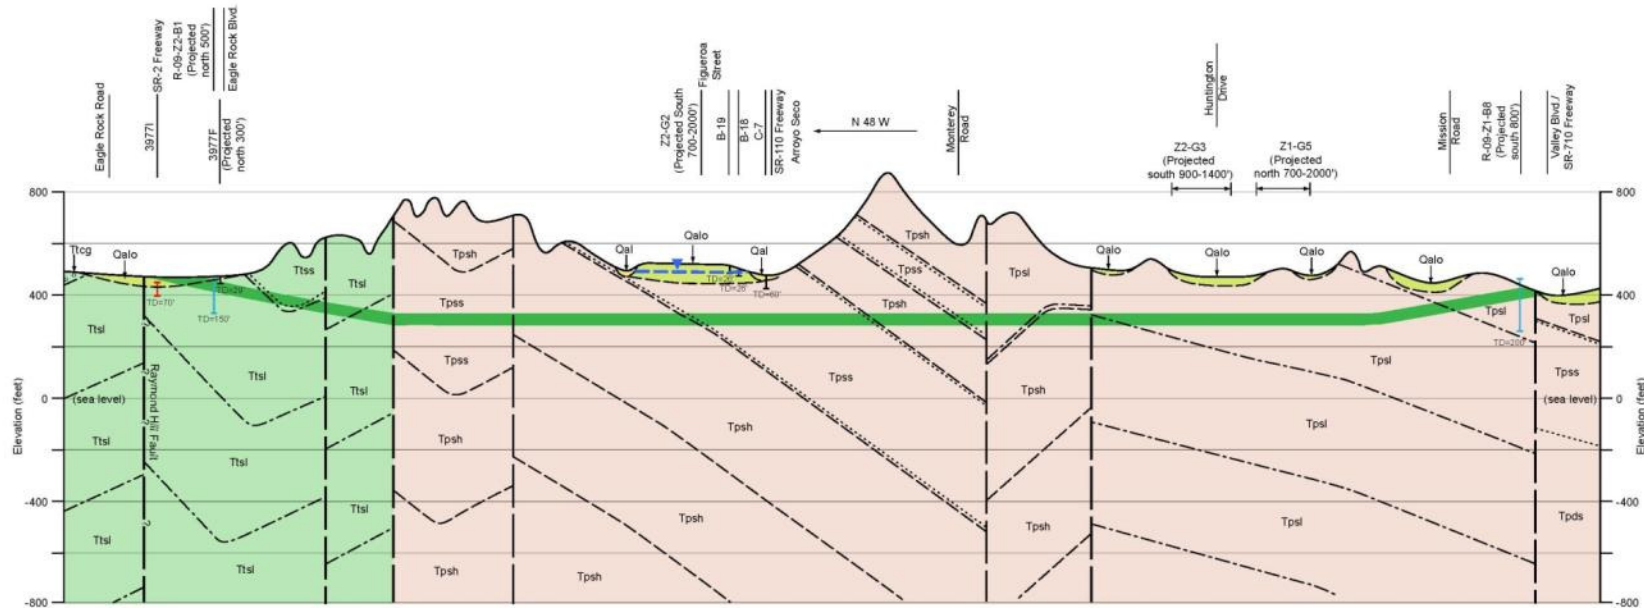 Eagle Rock Road
SR-2 Freeway
3977I
R-09-Z2-B1
(Projected
north 500')
Eagle Rock Blvd.
3977F
(Projected
north 300')
Z2-G2
(Projected South
700-2000')
Figueroa
Street
B-19
B-18
C-7
SR-110 Freeway
Arroyo Seco
N 48 W
Monterey
Road
Huntington
Drive
Z2-G3
(Projected
south 900-1400')
Z1-G5
(Projected
north 700-2000')
Mission
Road
R-09-Z1-B8
(Projected
south 800')
Valley Blvd./
SR-710 Freeway
800
400
0
-400
-800
Elevation (feet)
(sea level)
Ttcg
Qalo
TD=70'
TD=29'
TD=150'
Ttss
Ttsl
Ttsl
Ttsl
Ttsl
Ttsl
Ttsl
Ttsl
Ttsl
Ttsl
Ttsl
?
?
?
?
Raymond Hill Fault
Tpsh
Tpss
Tpss
Tpsh
Tpsh
Qal
Qalo
Qal
TD=26'
TD=60'
Tpsh
Tpss
Tpsh
Tpss
Tpsh
Tpsh
Tpsh
Tpsl
Tpsh
Tpsh
Qalo
Qalo
Qalo
Qalo
Qalo
Tpsl
Tpsl
Tpsl
Tpsl
TD=200'
Tpsl
Tpss
(sea level)
Tpds
800
400
0
-400
-800
Elevation (feet)